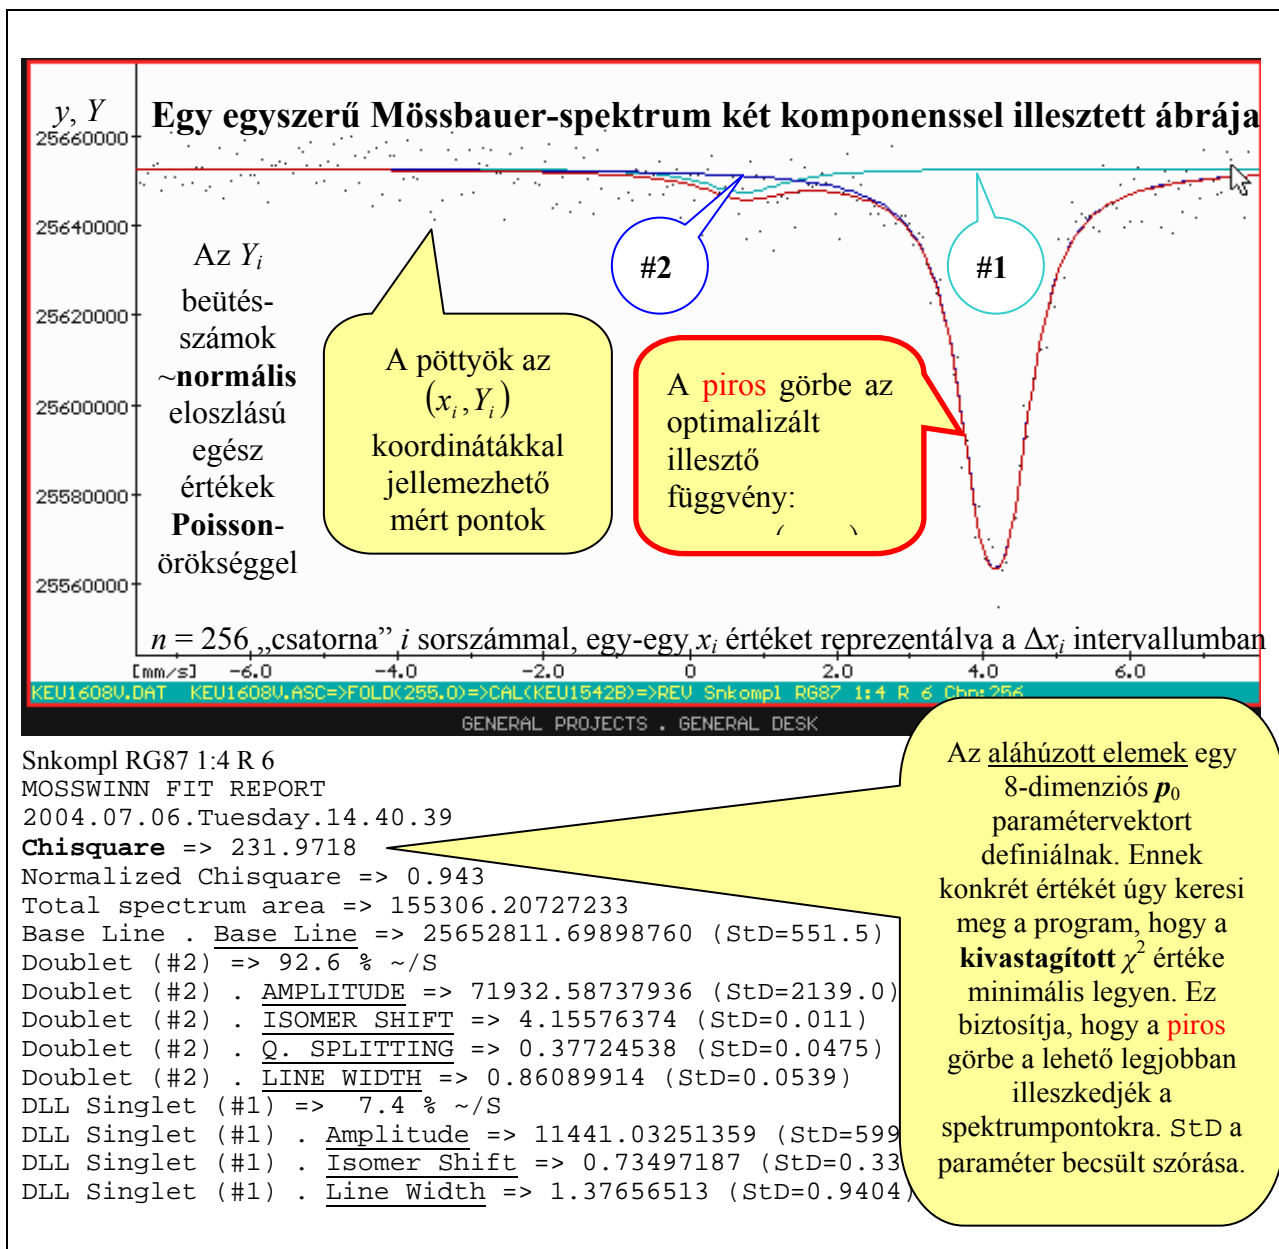 y, Y
Egy egyszerű Mössbauer-spektrum két komponenssel illesztett ábrája
25660000
25640000
25620000
25600000
25580000
25560000
Az Yi
beütés-
számok
~normális
eloszlású
egész
értékek
Poisson-
örökséggel
A pöttyök az
(xi, Yi)
koordinátákkal
jellemezhető
mért pontok
#2
#1
A piros görbe az
optimalizált
illesztő
függvény:
n = 256 „csatorna” i sorszámmal, egy-egy xi értéket reprezentálva a Δxi intervallumban
[mm/s] -6.0 -4.0 -2.0 0 2.0 4.0 6.0
KEU1608V.DAT KEU1608V.ASC=>FOLD(255.0)=>CAL(KEU1542B)=>REV Snkompl RG87 1:4 R 6 Chn:256
GENERAL PROJECTS . GENERAL DESK
Snkompl RG87 1:4 R 6
MOSSWINN FIT REPORT
2004.07.06.Tuesday.14.40.39
Chisquare => 231.9718
Normalized Chisquare => 0.943
Total spectrum area => 155306.20727233
Base Line . Base Line => 25652811.69898760 (StD=551.5)
Doublet (#2) => 92.6 % ~/S
Doublet (#2) . AMPLITUDE => 71932.58737936 (StD=2139.0)
Doublet (#2) . ISOMER SHIFT => 4.15576374 (StD=0.011)
Doublet (#2) . Q. SPLITTING => 0.37724538 (StD=0.0475)
Doublet (#2) . LINE WIDTH => 0.86089914 (StD=0.0539)
DLL Singlet (#1) => 7.4 % ~/S
DLL Singlet (#1) . Amplitude => 11441.03251359 (StD=599
DLL Singlet (#1) . Isomer Shift => 0.73497187 (StD=0.33
DLL Singlet (#1) . Line Width => 1.37656513 (StD=0.9404)
Az aláhúzott elemek egy
8-dimenziós p0
paramétervektort
definiálnak. Ennek
konkrét értékét úgy keresi
meg a program, hogy a
kivastagított χ2 értéke
minimális legyen. Ez
biztosítja, hogy a piros
görbe a lehető legjobban
illeszkedjék a
spektrumpontokra. StD a
paraméter becsült szórása.